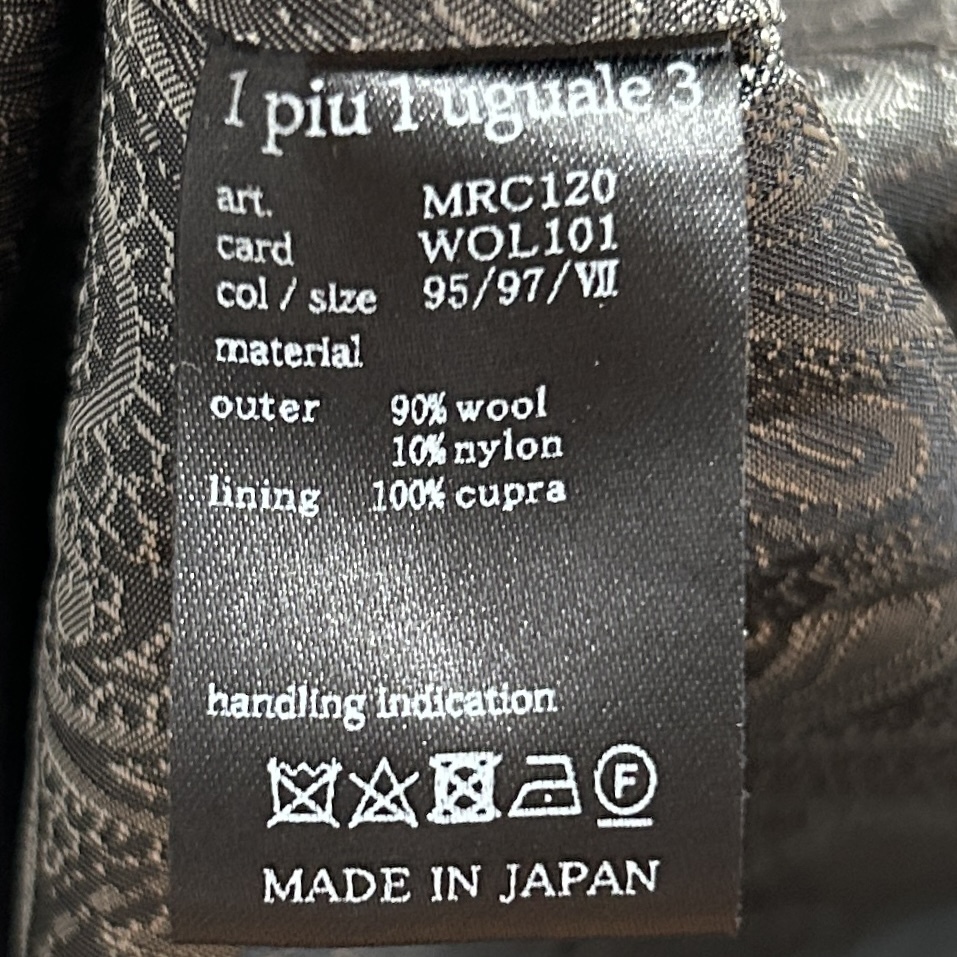 1 piu 1 uguale 3
art. MRC120
card WOL101
col / size 95/97/Ⅶ
material
outer 90% wool
10% nylon
lining 100% cupra
handling indication
F
MADE IN JAPAN